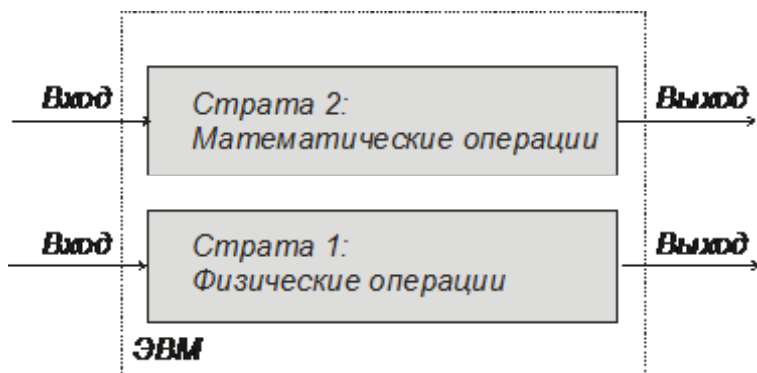 Вход
Страта 2:
Математические операции
Выход
Вход
Страта 1:
Физические операции
Выход
ЭВМ